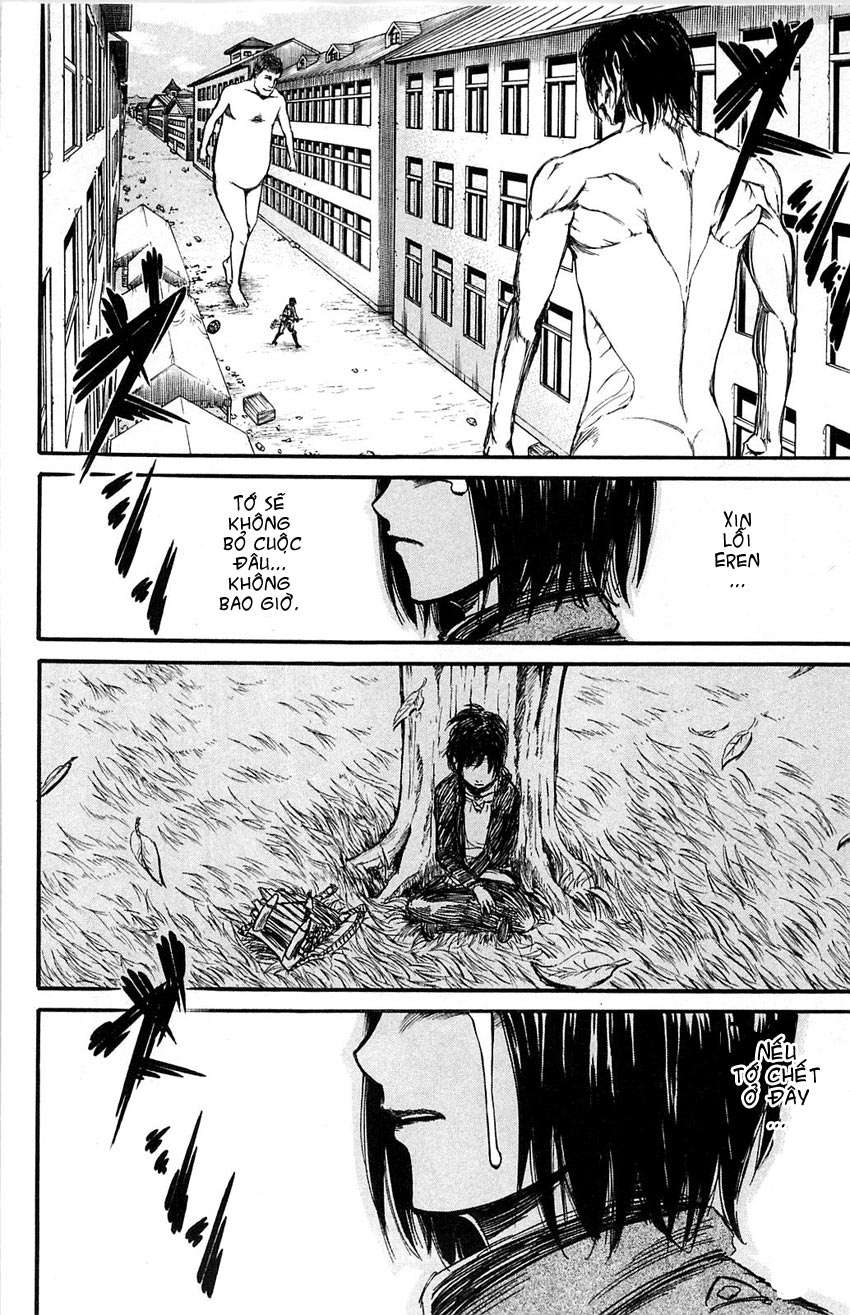 XIN
LỖI
EREN
...
TỚ SẼ
KHÔNG
BỎ CUỘC
ĐÂU...
KHÔNG
BAO GIỜ.
NẾU
TỚ CHẾT
Ở ĐÂY
...